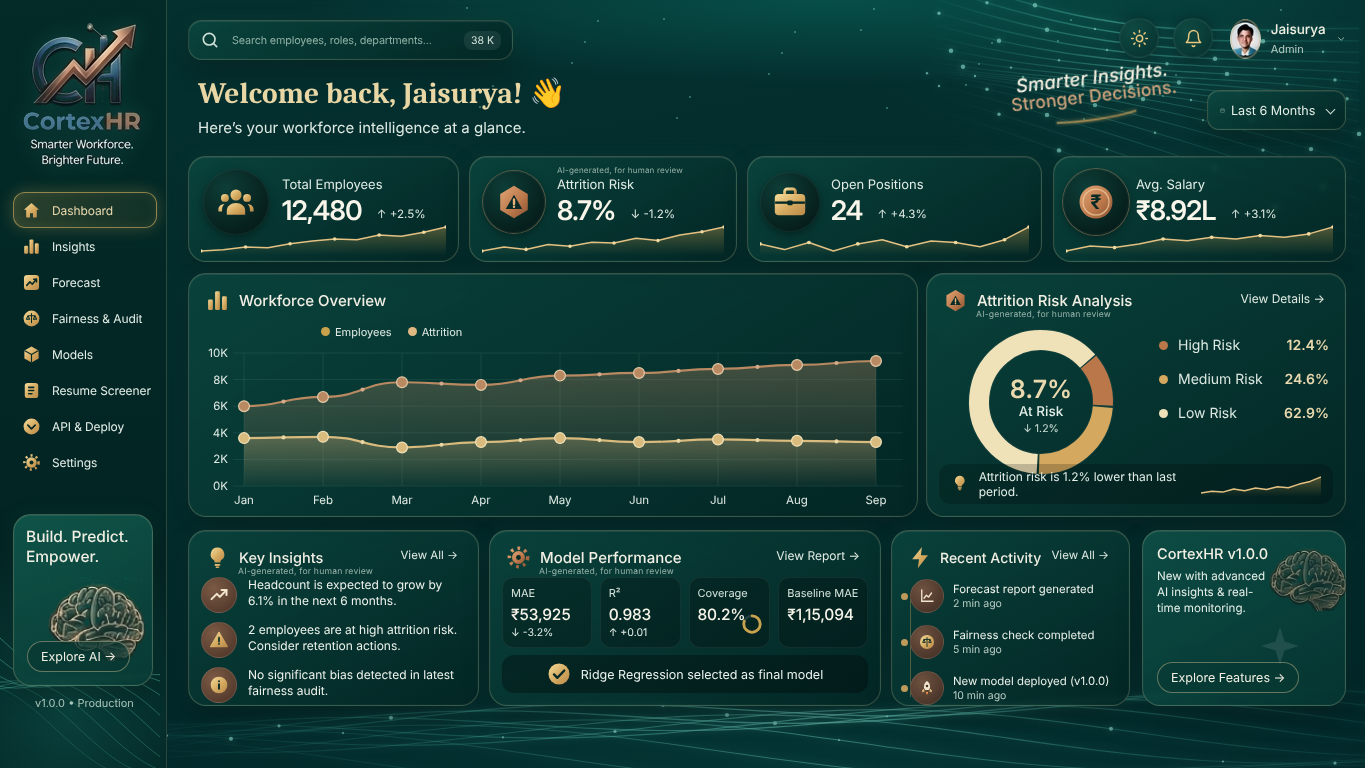 CortexHR
Smarter Workforce.
Brighter Future.
Dashboard
Insights
Forecast
Fairness & Audit
Models
Resume Screener
API & Deploy
Settings
Build. Predict.
Empower.
Explore AI →
v1.0.0 • Production
Search employees, roles, departments...
38 K
Jaisurya
Admin
Welcome back, Jaisurya! 👋
Here's your workforce intelligence at a glance.
Smarter Insights.
Stronger Decisions.
Last 6 Months
Total Employees
12,480 ↑ +2.5%
AI-generated, for human review
Attrition Risk
8.7% ↓ -1.2%
Open Positions
24 ↑ +4.3%
Avg. Salary
₹8.92L ↑ +3.1%
Workforce Overview
Employees Attrition
10K
8K
6K
4K
2K
0K
Jan Feb Mar Apr May Jun Jul Aug Sep
Attrition Risk Analysis
View Details →
AI-generated, for human review
8.7%
At Risk
↓ 1.2%
High Risk 12.4%
Medium Risk 24.6%
Low Risk 62.9%
Attrition risk is 1.2% lower than last
period.
Key Insights
View All →
AI-generated, for human review
Headcount is expected to grow by
6.1% in the next 6 months.
2 employees are at high attrition risk.
Consider retention actions.
No significant bias detected in latest
fairness audit.
Model Performance
View Report →
AI-generated, for human review
MAE
₹53,925
↓ -3.2%
R²
0.983
↑ +0.01
Coverage
80.2%
Baseline MAE
₹1,15,094
Ridge Regression selected as final model
Recent Activity
View All →
Forecast report generated
2 min ago
Fairness check completed
5 min ago
New model deployed (v1.0.0)
10 min ago
CortexHR v1.0.0
New with advanced
AI insights & real-
time monitoring.
Explore Features →